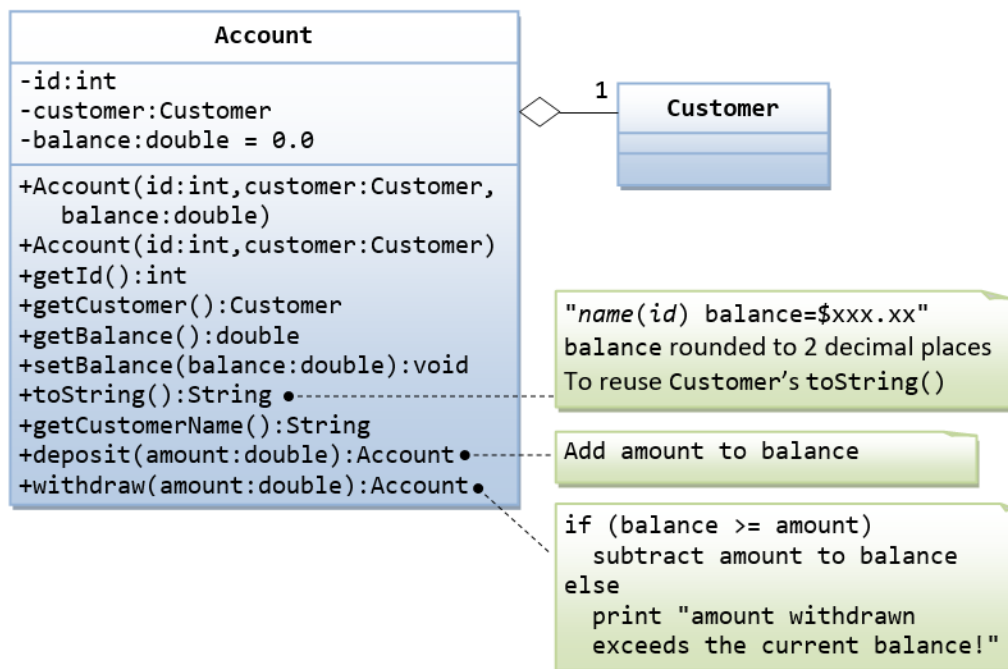 Account
-id:int
-customer:Customer
-balance:double = 0.0
+Account(id:int,customer:Customer,
balance:double)
+Account(id:int,customer:Customer)
+getId():int
+getCustomer():Customer
+getBalance():double
+setBalance(balance:double):void
+toString():String
+getCustomerName():String
+deposit(amount:double):Account
+withdraw(amount:double):Account
1
Customer
"name(id) balance=$xxx.xx"
balance rounded to 2 decimal places
To reuse Customer’s toString()
Add amount to balance
if (balance >= amount)
subtract amount to balance
else
print "amount withdrawn
exceeds the current balance!"